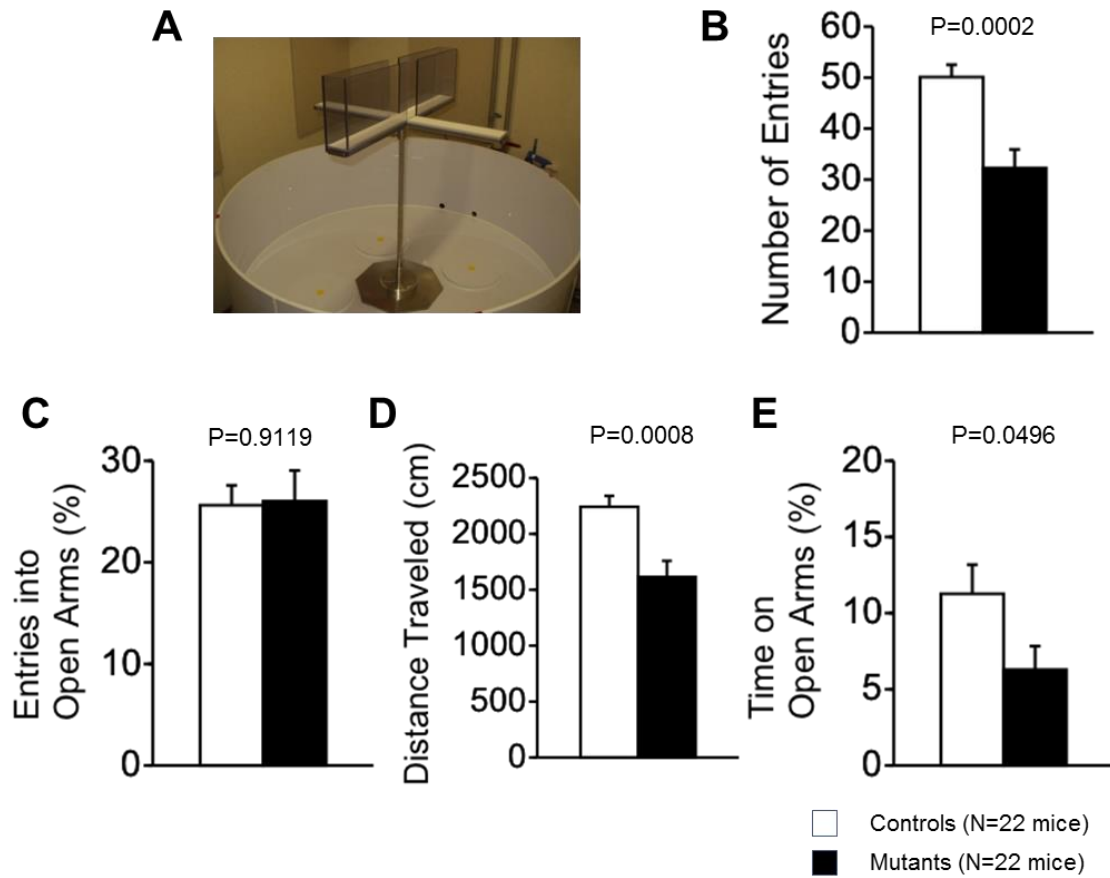 A
B
P=0.0002
Number of Entries
60
50
40
30
20
10
0
C
P=0.9119
Entries into
Open Arms (%)
30
20
10
0
D
P=0.0008
Distance Traveled (cm)
2500
2000
1500
1000
500
0
E
P=0.0496
Time on
Open Arms (%)
20
15
10
5
0
Controls (N=22 mice)
Mutants (N=22 mice)